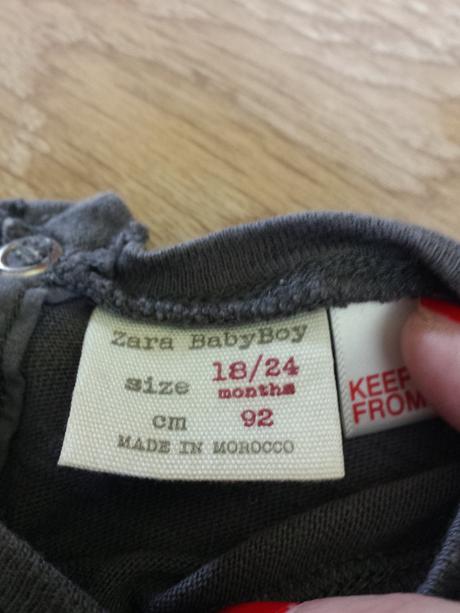 Zara BabyBoy
size 18/24
months
cm 92
MADE IN MOROCCO
KEEP
FROM